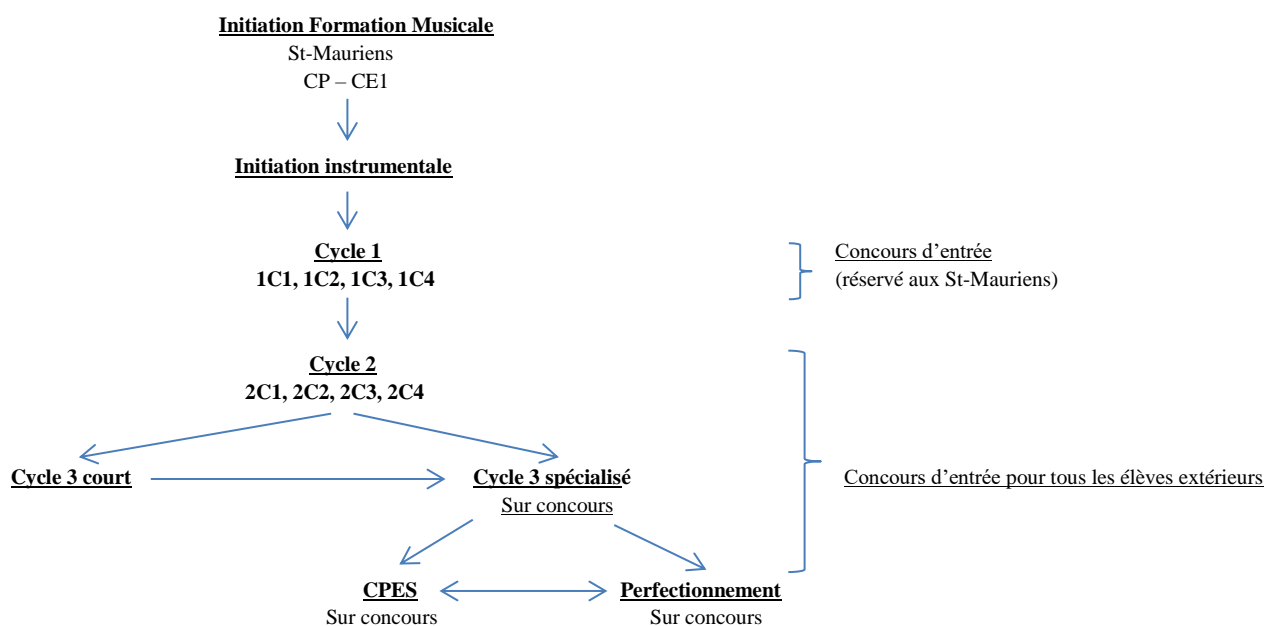 Initiation Formation Musicale
St-Mauriens
CP – CE1
Initiation instrumentale
Cycle 1
1C1, 1C2, 1C3, 1C4
Concours d’entrée
(réservé aux St-Mauriens)
Cycle 2
2C1, 2C2, 2C3, 2C4
Cycle 3 court
Cycle 3 spécialisé
Sur concours
Concours d’entrée pour tous les élèves extérieurs
CPES
Sur concours
Perfectionnement
Sur concours